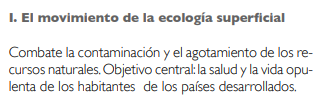 I. El movimiento de la ecología superficial
Combate la contaminación y el agotamiento de los re-
cursos naturales. Objetivo central: la salud y la vida opu-
lenta de los habitantes de los países desarrollados.